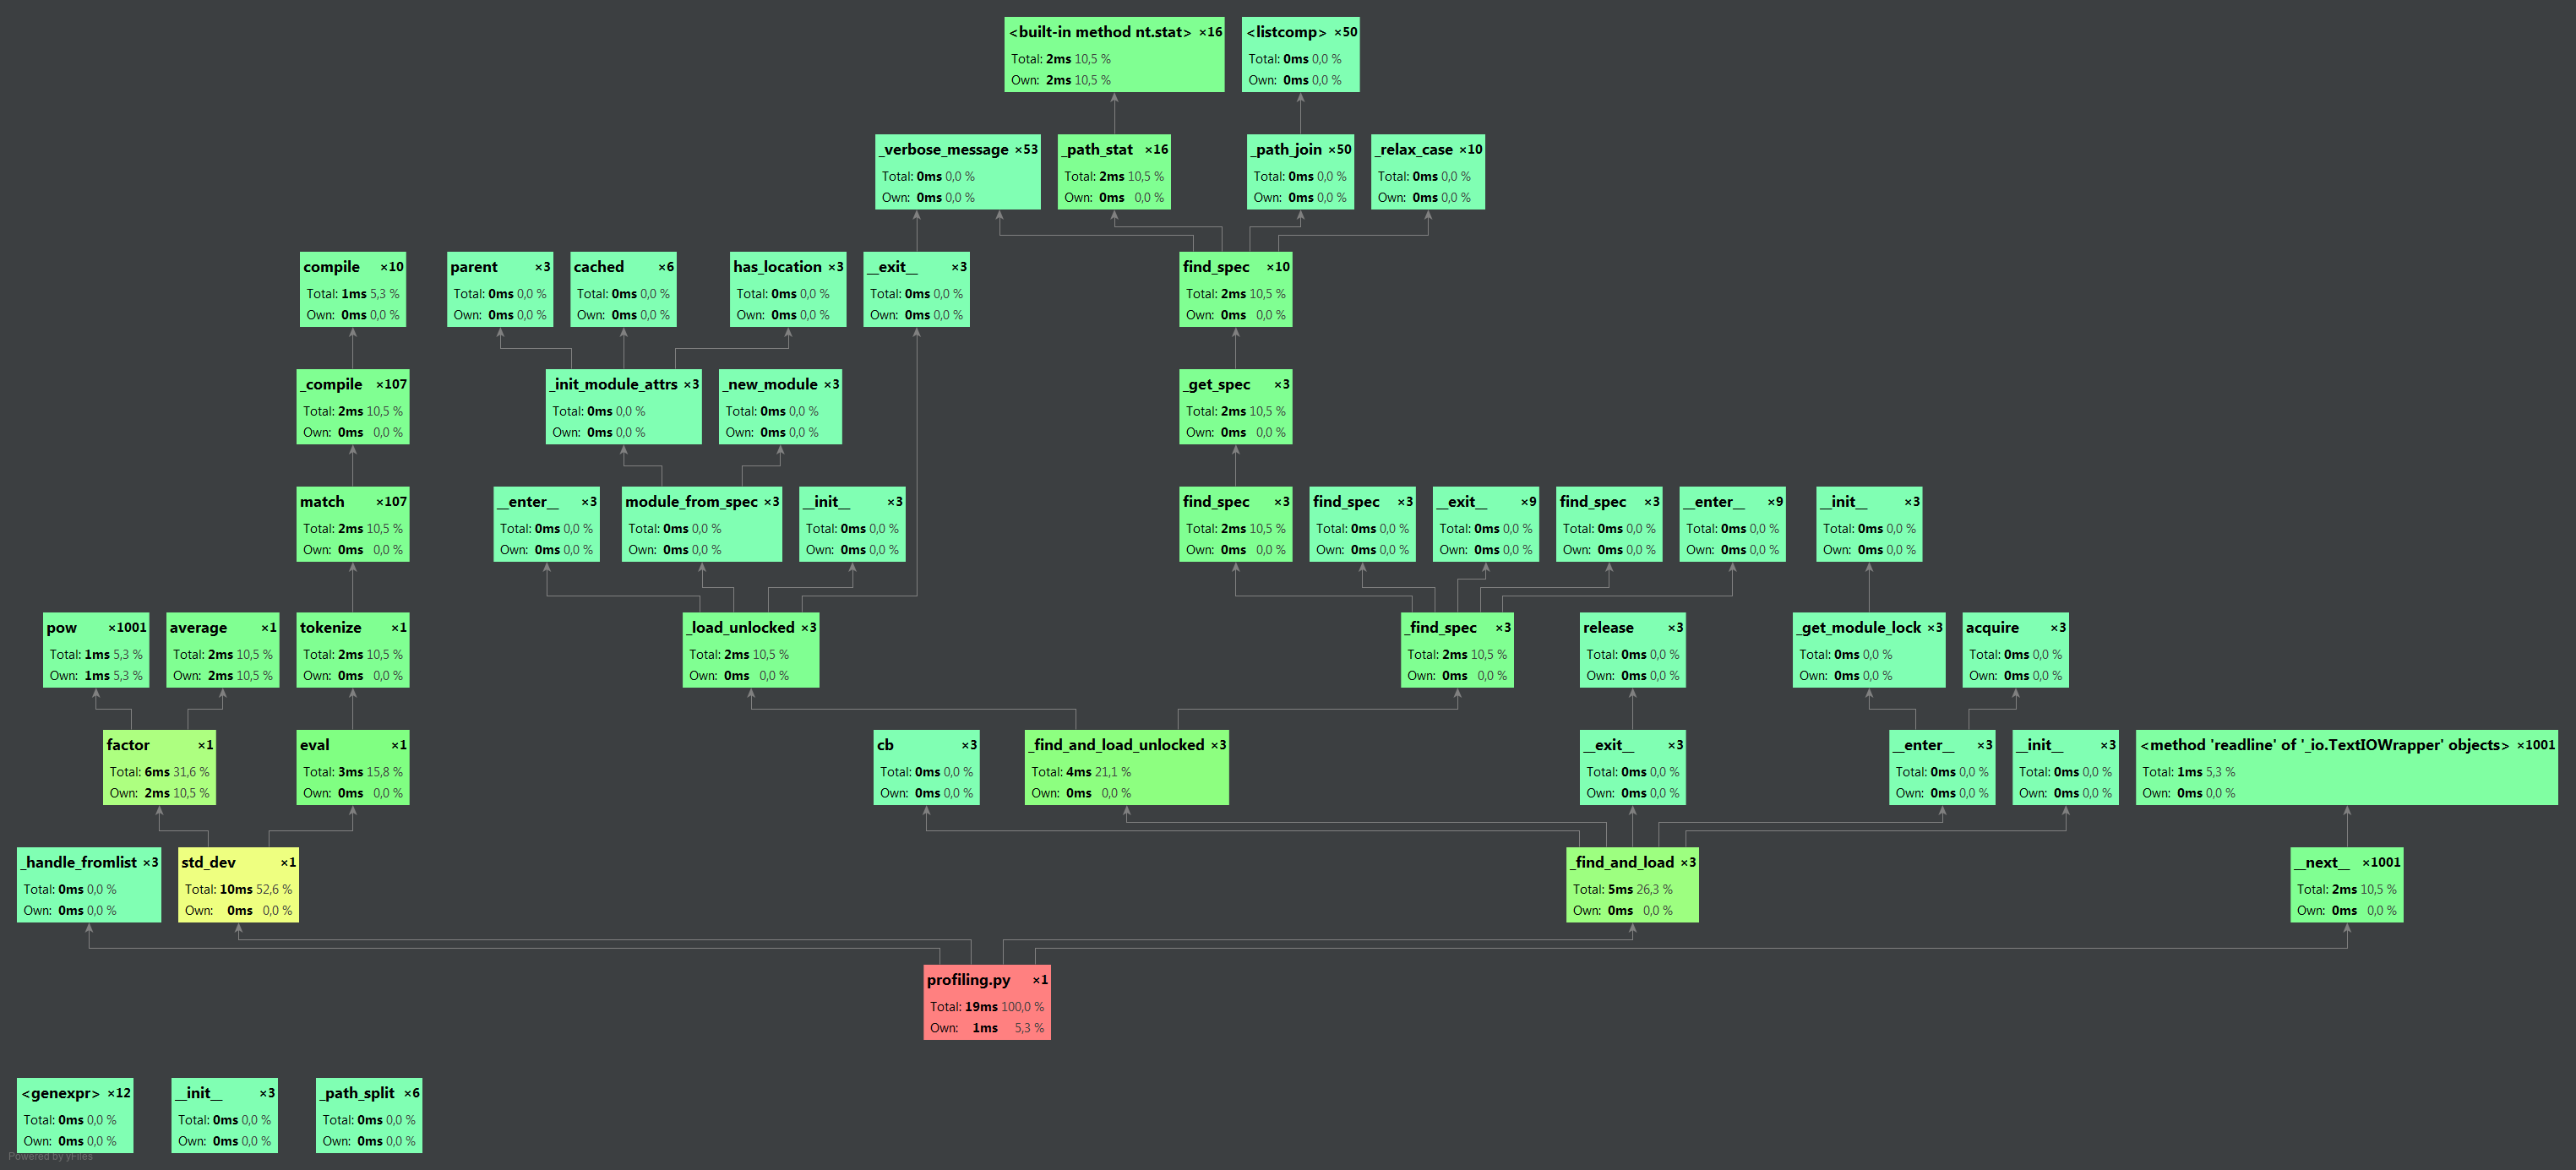 <built-in method nt.stat> ×16
Total: 2ms 10,5 %
Own: 2ms 10,5 %
<listcomp> ×50
Total: 0ms 0,0 %
Own: 0ms 0,0 %
_verbose_message ×53
Total: 0ms 0,0 %
Own: 0ms 0,0 %
_path_stat ×16
Total: 2ms 10,5 %
Own: 0ms 0,0 %
_path_join ×50
Total: 0ms 0,0 %
Own: 0ms 0,0 %
_relax_case ×10
Total: 0ms 0,0 %
Own: 0ms 0,0 %
compile ×10
Total: 1ms 5,3 %
Own: 0ms 0,0 %
parent ×3
Total: 0ms 0,0 %
Own: 0ms 0,0 %
cached ×6
Total: 0ms 0,0 %
Own: 0ms 0,0 %
has_location ×3
Total: 0ms 0,0 %
Own: 0ms 0,0 %
__exit__ ×3
Total: 0ms 0,0 %
Own: 0ms 0,0 %
find_spec ×10
Total: 2ms 10,5 %
Own: 0ms 0,0 %
_compile ×107
Total: 2ms 10,5 %
Own: 0ms 0,0 %
_init_module_attrs ×3
Total: 0ms 0,0 %
Own: 0ms 0,0 %
_new_module ×3
Total: 0ms 0,0 %
Own: 0ms 0,0 %
_get_spec ×3
Total: 2ms 10,5 %
Own: 0ms 0,0 %
match ×107
Total: 2ms 10,5 %
Own: 0ms 0,0 %
__enter__ ×3
Total: 0ms 0,0 %
Own: 0ms 0,0 %
module_from_spec ×3
Total: 0ms 0,0 %
Own: 0ms 0,0 %
__init__ ×3
Total: 0ms 0,0 %
Own: 0ms 0,0 %
find_spec ×3
Total: 2ms 10,5 %
Own: 0ms 0,0 %
find_spec ×3
Total: 0ms 0,0 %
Own: 0ms 0,0 %
__exit__ ×9
Total: 0ms 0,0 %
Own: 0ms 0,0 %
find_spec ×3
Total: 0ms 0,0 %
Own: 0ms 0,0 %
__enter__ ×9
Total: 0ms 0,0 %
Own: 0ms 0,0 %
__init__ ×3
Total: 0ms 0,0 %
Own: 0ms 0,0 %
pow ×1001
Total: 1ms 5,3 %
Own: 1ms 5,3 %
average ×1
Total: 2ms 10,5 %
Own: 2ms 10,5 %
tokenize ×1
Total: 2ms 10,5 %
Own: 0ms 0,0 %
_load_unlocked ×3
Total: 2ms 10,5 %
Own: 0ms 0,0 %
_find_spec ×3
Total: 2ms 10,5 %
Own: 0ms 0,0 %
release ×3
Total: 0ms 0,0 %
Own: 0ms 0,0 %
_get_module_lock ×3
Total: 0ms 0,0 %
Own: 0ms 0,0 %
acquire ×3
Total: 0ms 0,0 %
Own: 0ms 0,0 %
factor ×1
Total: 6ms 31,6 %
Own: 2ms 10,5 %
eval ×1
Total: 3ms 15,8 %
Own: 0ms 0,0 %
cb ×3
Total: 0ms 0,0 %
Own: 0ms 0,0 %
_find_and_load_unlocked ×3
Total: 4ms 21,1 %
Own: 0ms 0,0 %
__exit__ ×3
Total: 0ms 0,0 %
Own: 0ms 0,0 %
__enter__ ×3
Total: 0ms 0,0 %
Own: 0ms 0,0 %
__init__ ×3
Total: 0ms 0,0 %
Own: 0ms 0,0 %
<method 'readline' of '_io.TextIOWrapper' objects> ×1001
Total: 1ms 5,3 %
Own: 0ms 0,0 %
_handle_fromlist ×3
Total: 0ms 0,0 %
Own: 0ms 0,0 %
std_dev ×1
Total: 10ms 52,6 %
Own: 0ms 0,0 %
_find_and_load ×3
Total: 5ms 26,3 %
Own: 0ms 0,0 %
__next__ ×1001
Total: 2ms 10,5 %
Own: 0ms 0,0 %
profiling.py ×1
Total: 19ms 100,0 %
Own: 1ms 5,3 %
<genexpr> ×12
Total: 0ms 0,0 %
Own: 0ms 0,0 %
__init__ ×3
Total: 0ms 0,0 %
Own: 0ms 0,0 %
_path_split ×6
Total: 0ms 0,0 %
Own: 0ms 0,0 %
Powered by yFiles